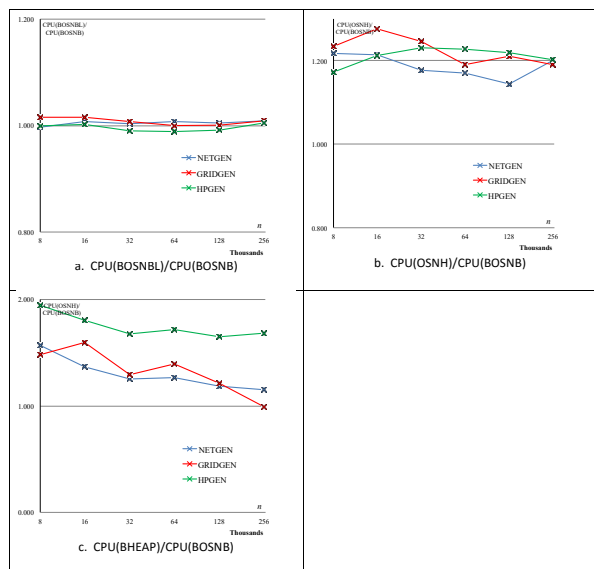 CPU(BOSNBL)/
CPU(BOSNB)
1.200
1.000
0.800
NETGEN
GRIDGEN
HPGEN
n
8 16 32 64 128 256
Thousands
a. CPU(BOSNBL)/CPU(BOSNB)
CPU(OSNH)/
CPU(BOSNB)
1.200
1.000
0.800
NETGEN
GRIDGEN
HPGEN
n
8 16 32 64 128 256
Thousands
b. CPU(OSNH)/CPU(BOSNB)
CPU(OSNH)/
CPU(BOSNB)
2.000
1.000
0.000
NETGEN
GRIDGEN
HPGEN
n
8 16 32 64 128 256
Thousands
c. CPU(BHEAP)/CPU(BOSNB)